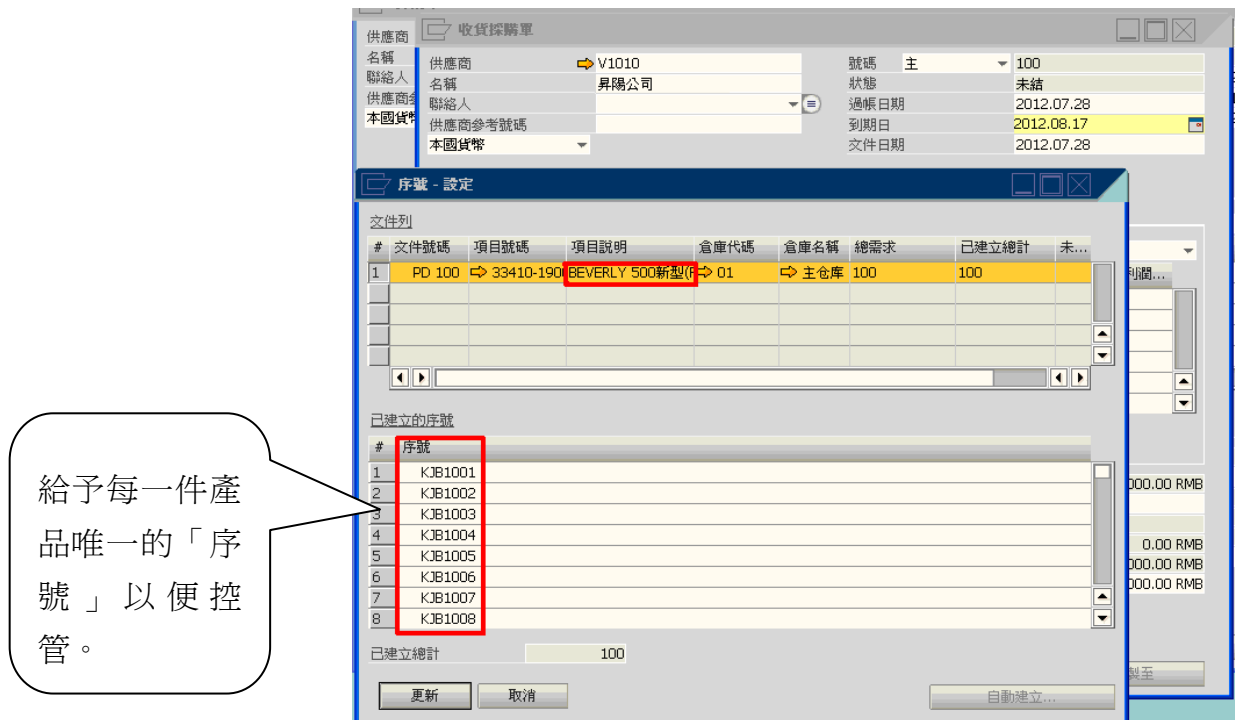 供應商
名稱
聯絡人
本國貨幣
收貨採購單
供應商 V1010 號碼 主 100
名稱 昇陽公司 狀態 未結
聯絡人 過帳日期 2012.07.28
供應商參考號碼 到期日 2012.08.17
本國貨幣 文件日期 2012.07.28
序號 - 設定
文件列
# 文件號碼 項目號碼 項目説明 倉庫代碼 倉庫名稱 總需求 已建立總計 未...
1 PD 100 33410-190 BEVERLY 500新型( 01 主仓库 100 100
已建立的序號
# 序號
1 KJB1001
2 KJB1002
3 KJB1003
4 KJB1004
5 KJB1005
6 KJB1006
7 KJB1007
8 KJB1008
已建立總計 100
更新 取消 自動建立...
000.00 RMB
0.00 RMB
000.00 RMB
000.00 RMB
製至
給予每一件產
品唯一的「序
號」以便控
管。